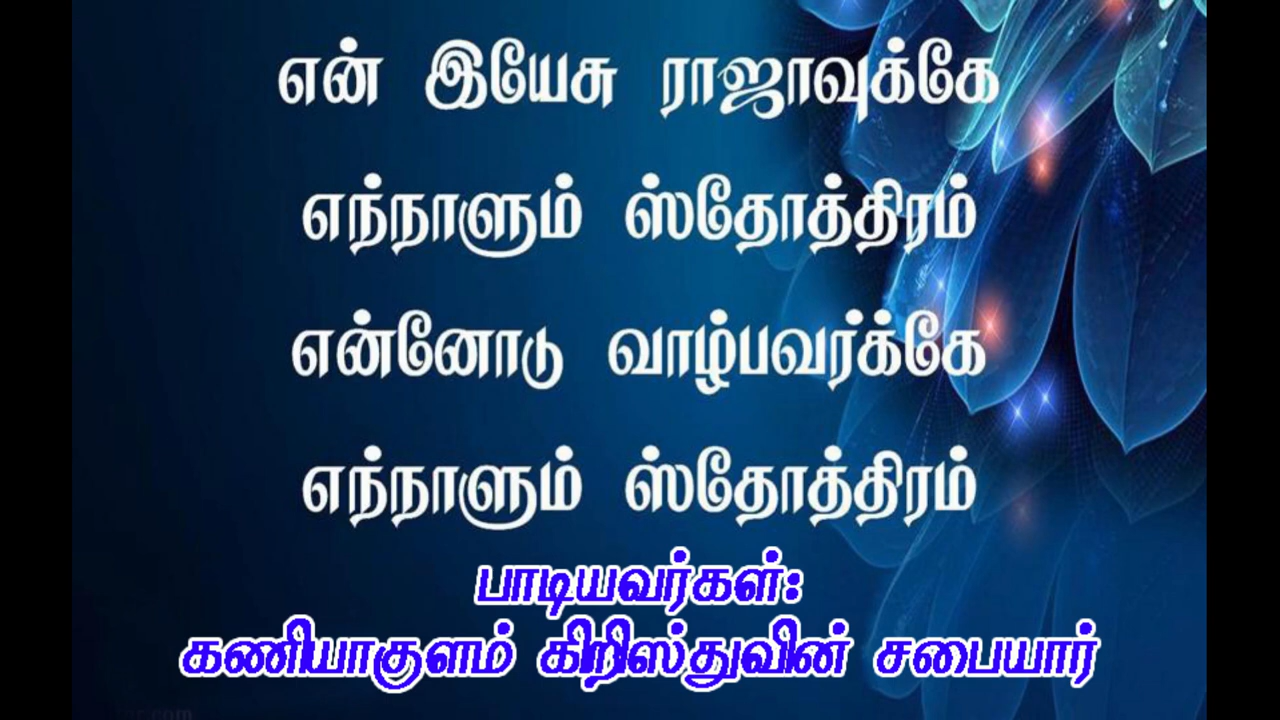 என் இயேசு ராஜாவுக்கே
எந்நாளும் ஸ்தோத்திரம்
என்னோடு வாழ்பவர்க்கே
எந்நாளும் ஸ்தோத்திரம்
பாடியவர்கள்:
கணியாகுளம் கிறிஸ்துவின் சபையார்